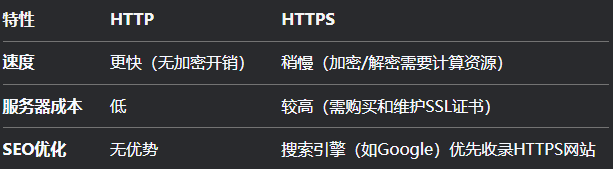 特性 HTTP HTTPS
速度 更快（无加密开销） 稍慢（加密/解密需要计算资源）
服务器成本 低 较高（需购买和维护SSL证书）
SEO优化 无优势 搜索引擎（如Google）优先收录HTTPS网站